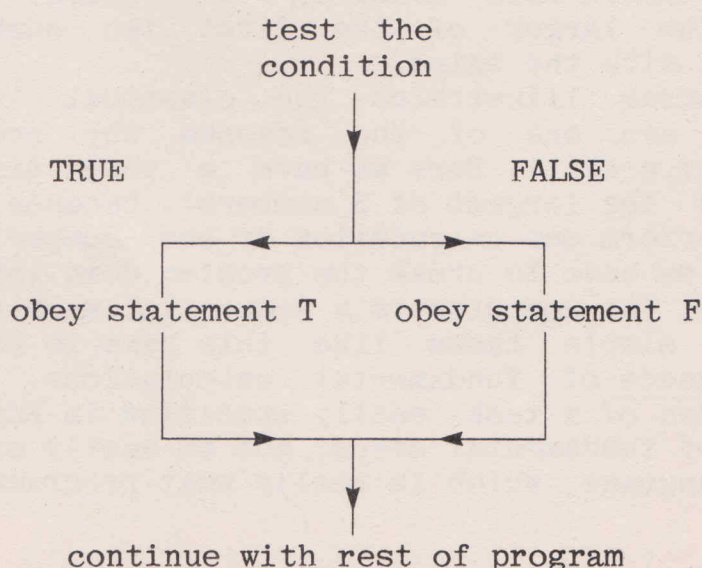 test the
condition
TRUE FALSE
obey statement T obey statement F
continue with rest of program